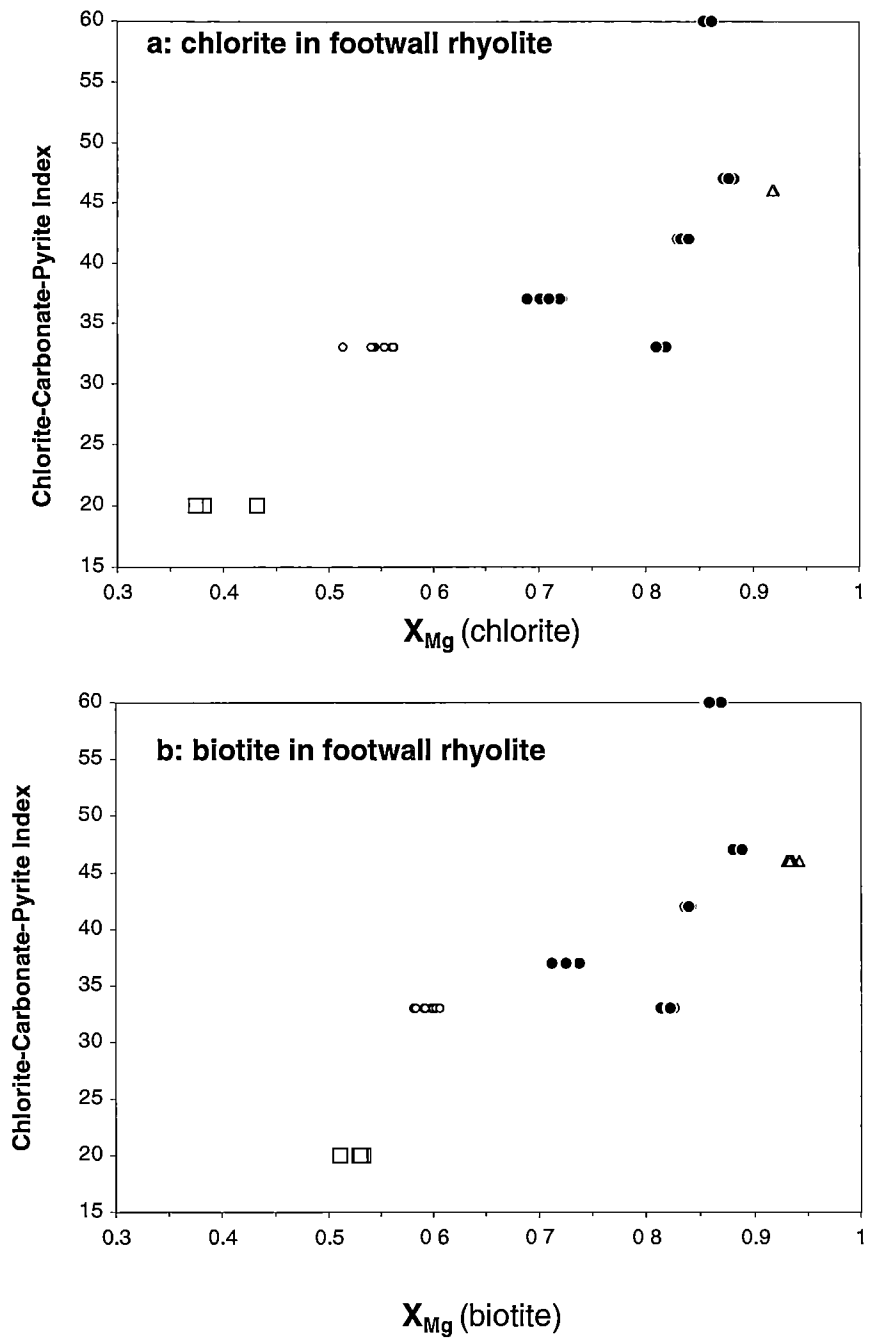 a: chlorite in footwall rhyolite
Chlorite-Carbonate-Pyrite Index
60
55
50
45
40
35
30
25
20
15
0.3 0.4 0.5 0 6 0 7 0 8 0.9 1
XMg (chlorite)
b: biotite in footwall rhyolite
Chlorite-Carbonate-Pyrite Index
60
55
50
45
40
35
30
25
20
15
0.3 0.4 0.5 0 6 0 7 0 8 0.9 1
XMg (biotite)